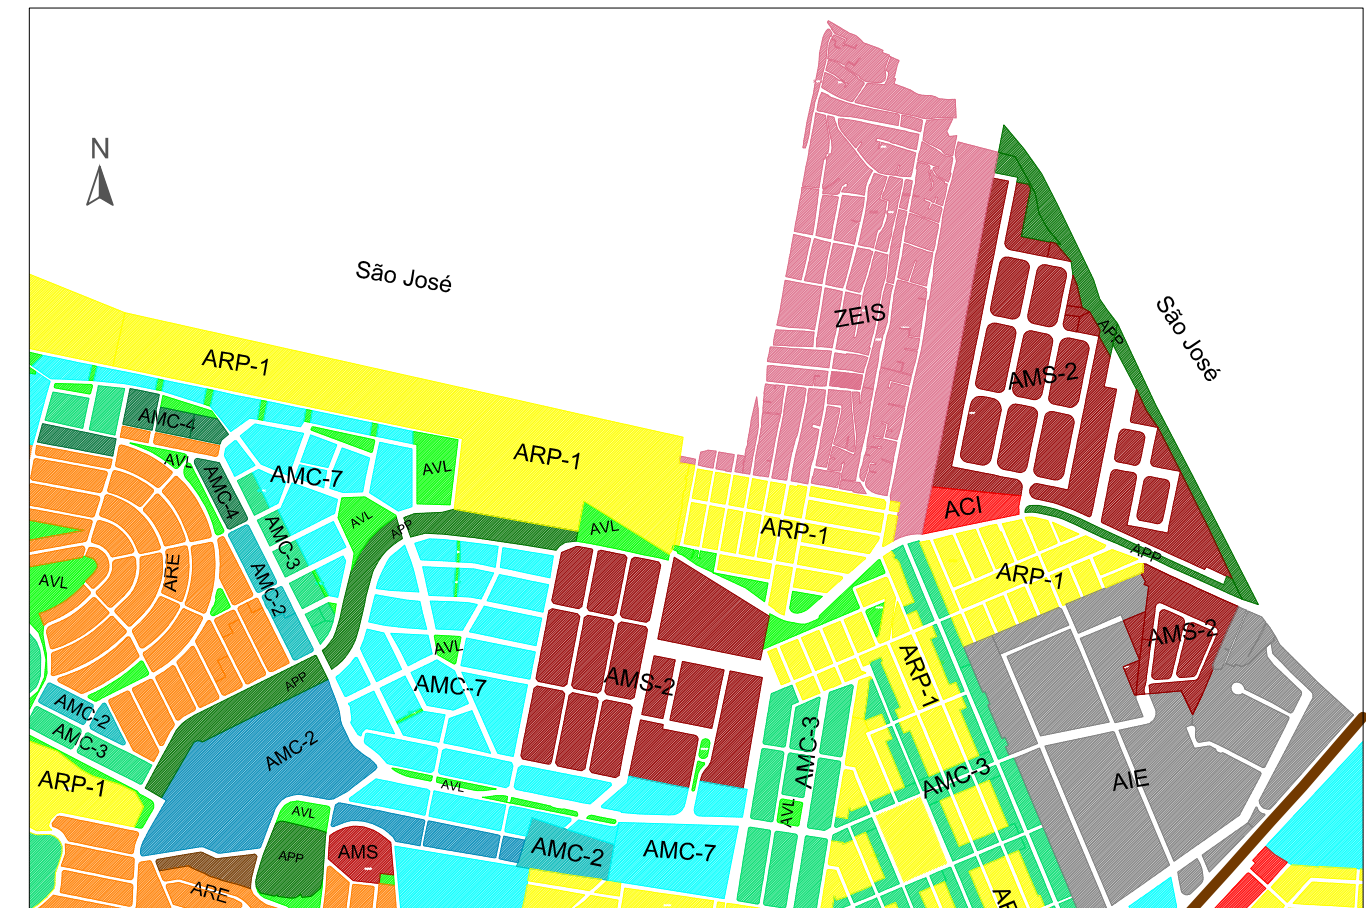 N
São José
São José
ZEIS
APP
ARP-1
AMS-2
AMC-4
ARP-1
AVL
AMC-7
AVL
AMC-4
ACI
AVL
APP
AVL
ARP-1
AMC-3
APP
ARE
ARP-1
AVL
AMC-2
AMS-2
AVL
ARP-1
APP
AMC-7
AMS-2
AMC-2
AMC-3
AMC-2
AMC-3
ARP-1
AVL
AMC-3
AIE
AVL
AVL
APP
AMS
AMC-2
AMC-7
ARE
AR